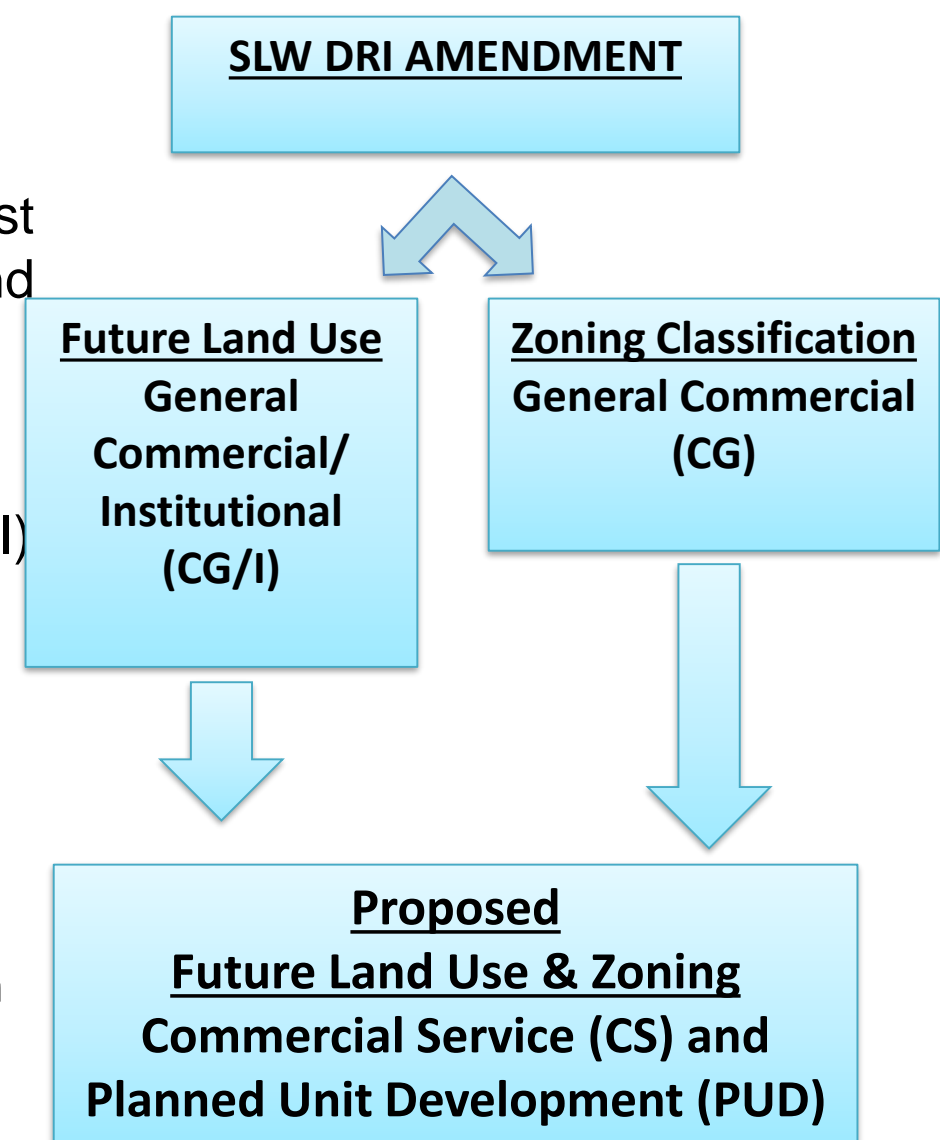 SLW DRI AMENDMENT
Future Land Use
General
Commercial/
Institutional
(CG/I)
Zoning Classification
General Commercial
(CG)
Proposed
Future Land Use & Zoning
Commercial Service (CS) and
Planned Unit Development (PUD)